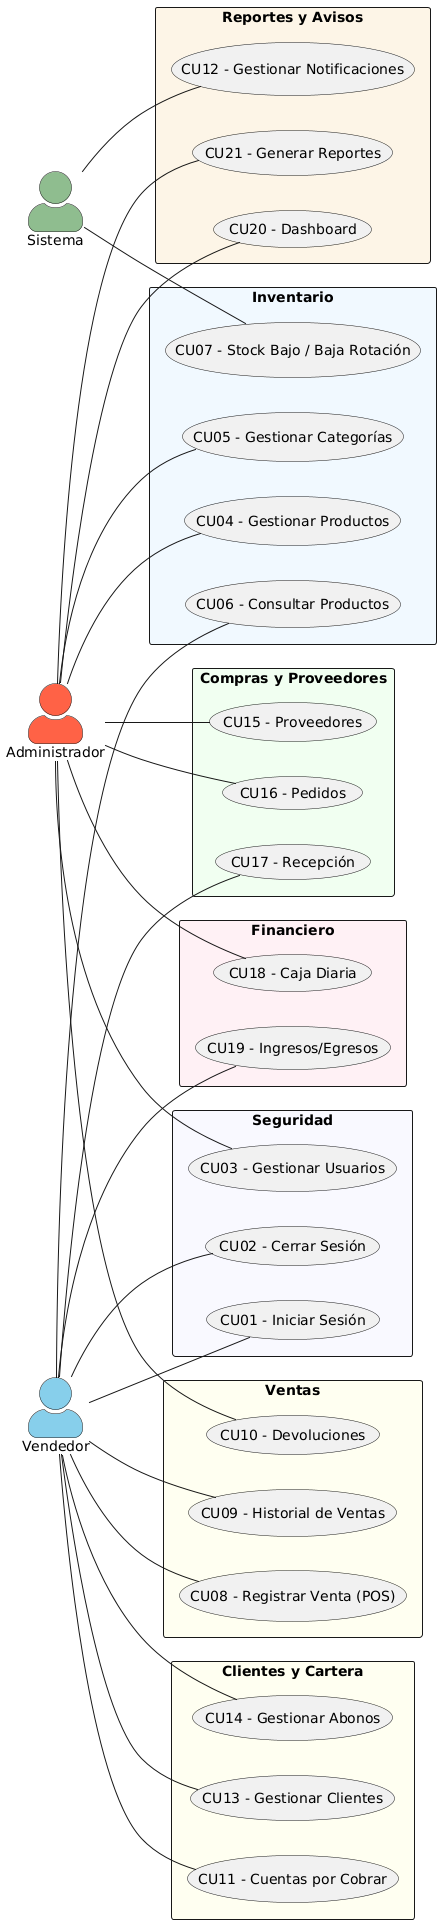 Reportes y Avisos
CU12 - Gestionar Notificaciones
CU21 - Generar Reportes
CU20 - Dashboard
Sistema
Inventario
CU07 - Stock Bajo / Baja Rotación
CU05 - Gestionar Categorías
CU04 - Gestionar Productos
CU06 - Consultar Productos
Compras y Proveedores
CU15 - Proveedores
Administrador
CU16 - Pedidos
CU17 - Recepción
Financiero
CU18 - Caja Diaria
CU19 - Ingresos/Egresos
Seguridad
CU03 - Gestionar Usuarios
CU02 - Cerrar Sesión
CU01 - Iniciar Sesión
Ventas
Vendedor
CU10 - Devoluciones
CU09 - Historial de Ventas
CU08 - Registrar Venta (POS)
Clientes y Cartera
CU14 - Gestionar Abonos
CU13 - Gestionar Clientes
CU11 - Cuentas por Cobrar